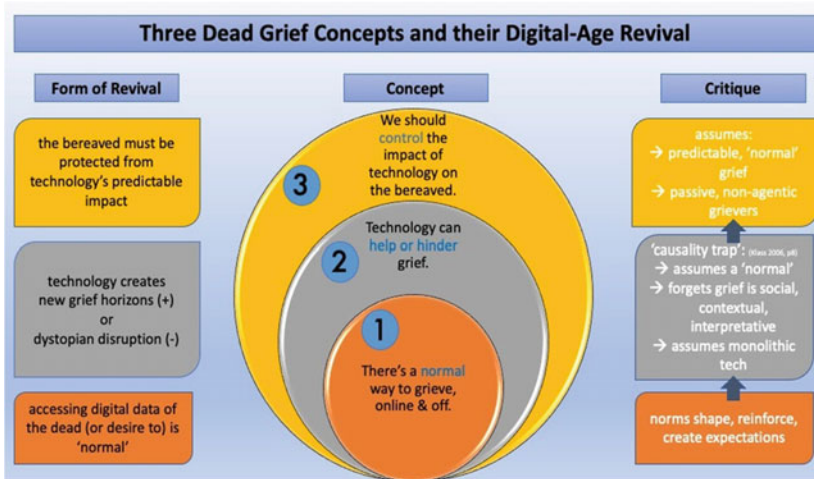 Three Dead Grief Concepts and their Digital-Age Revival
Form of Revival
Concept
Critique
the bereaved must be
protected from
technology's predictable
impact
technology creates
new grief horizons (+)
or
dystopian disruption (-)
accessing digital data of
the dead (or desire to) is
'normal'
3
We should
control the
impact of
technology on
the bereaved.
2
Technology can
help or hinder
grief.
1
There's a normal
way to grieve,
online & off.
assumes:
→ predictable, 'normal'
grief
→ passive, non-agentic
grievers
'causality trap': (Klass 2006, p8)
→ assumes a 'normal'
→ forgets grief is social,
contextual,
interpretative
→ assumes monolithic
tech
norms shape, reinforce,
create expectations